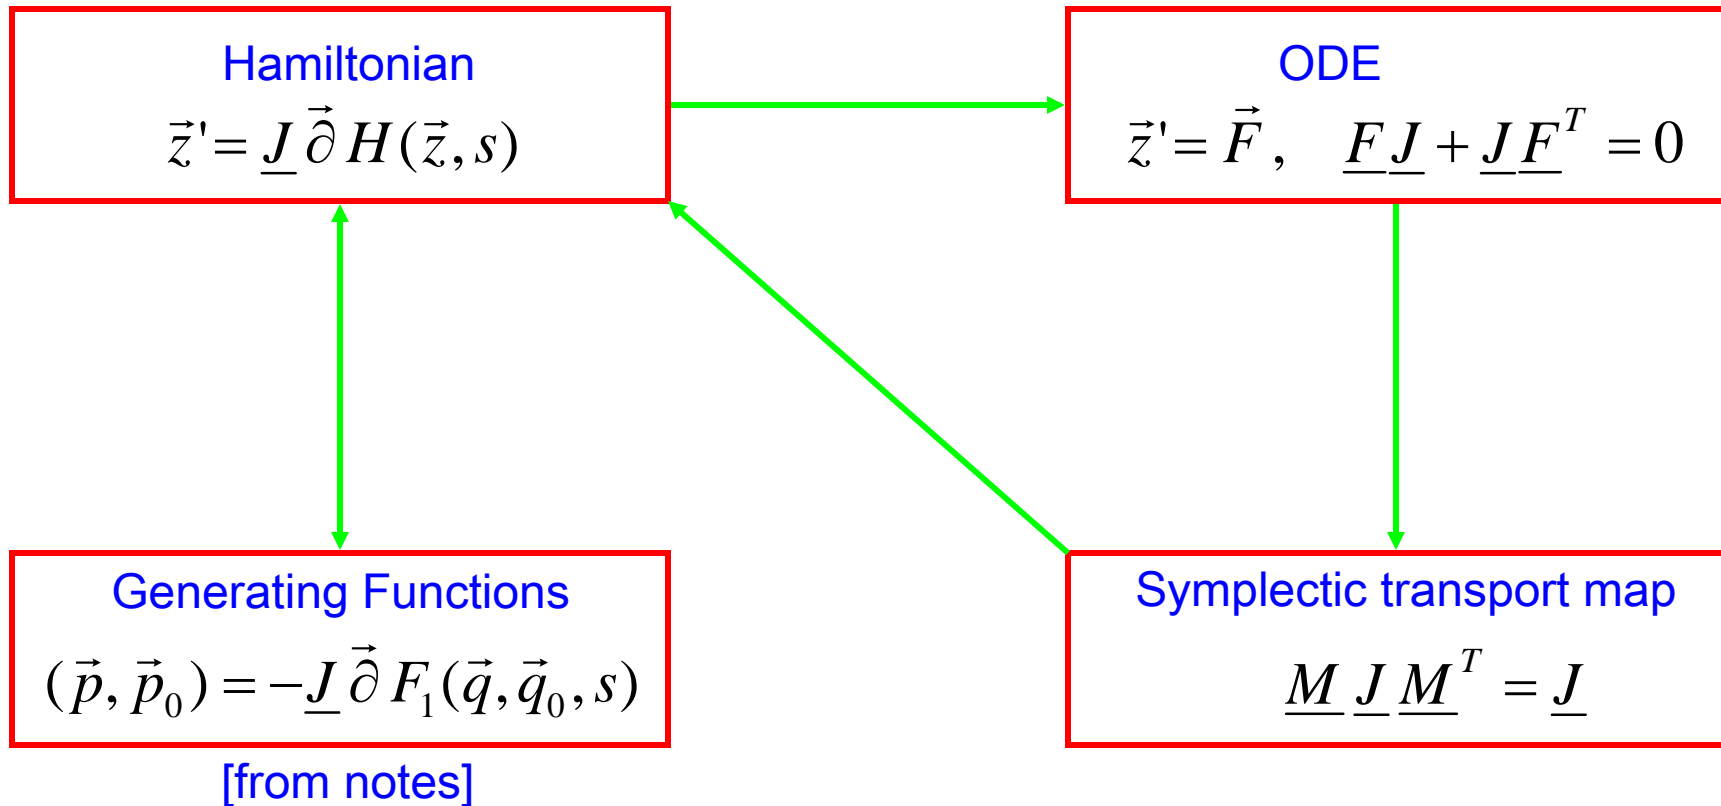 Hamiltonian
z⃗' = J ∂⃗ H(z⃗, s)
ODE
z⃗' = F⃗ , F J + J F^T = 0
Generating Functions
(p⃗, p⃗₀) = −J ∂⃗ F₁(q⃗, q⃗₀, s)
[from notes]
Symplectic transport map
M J M^T = J